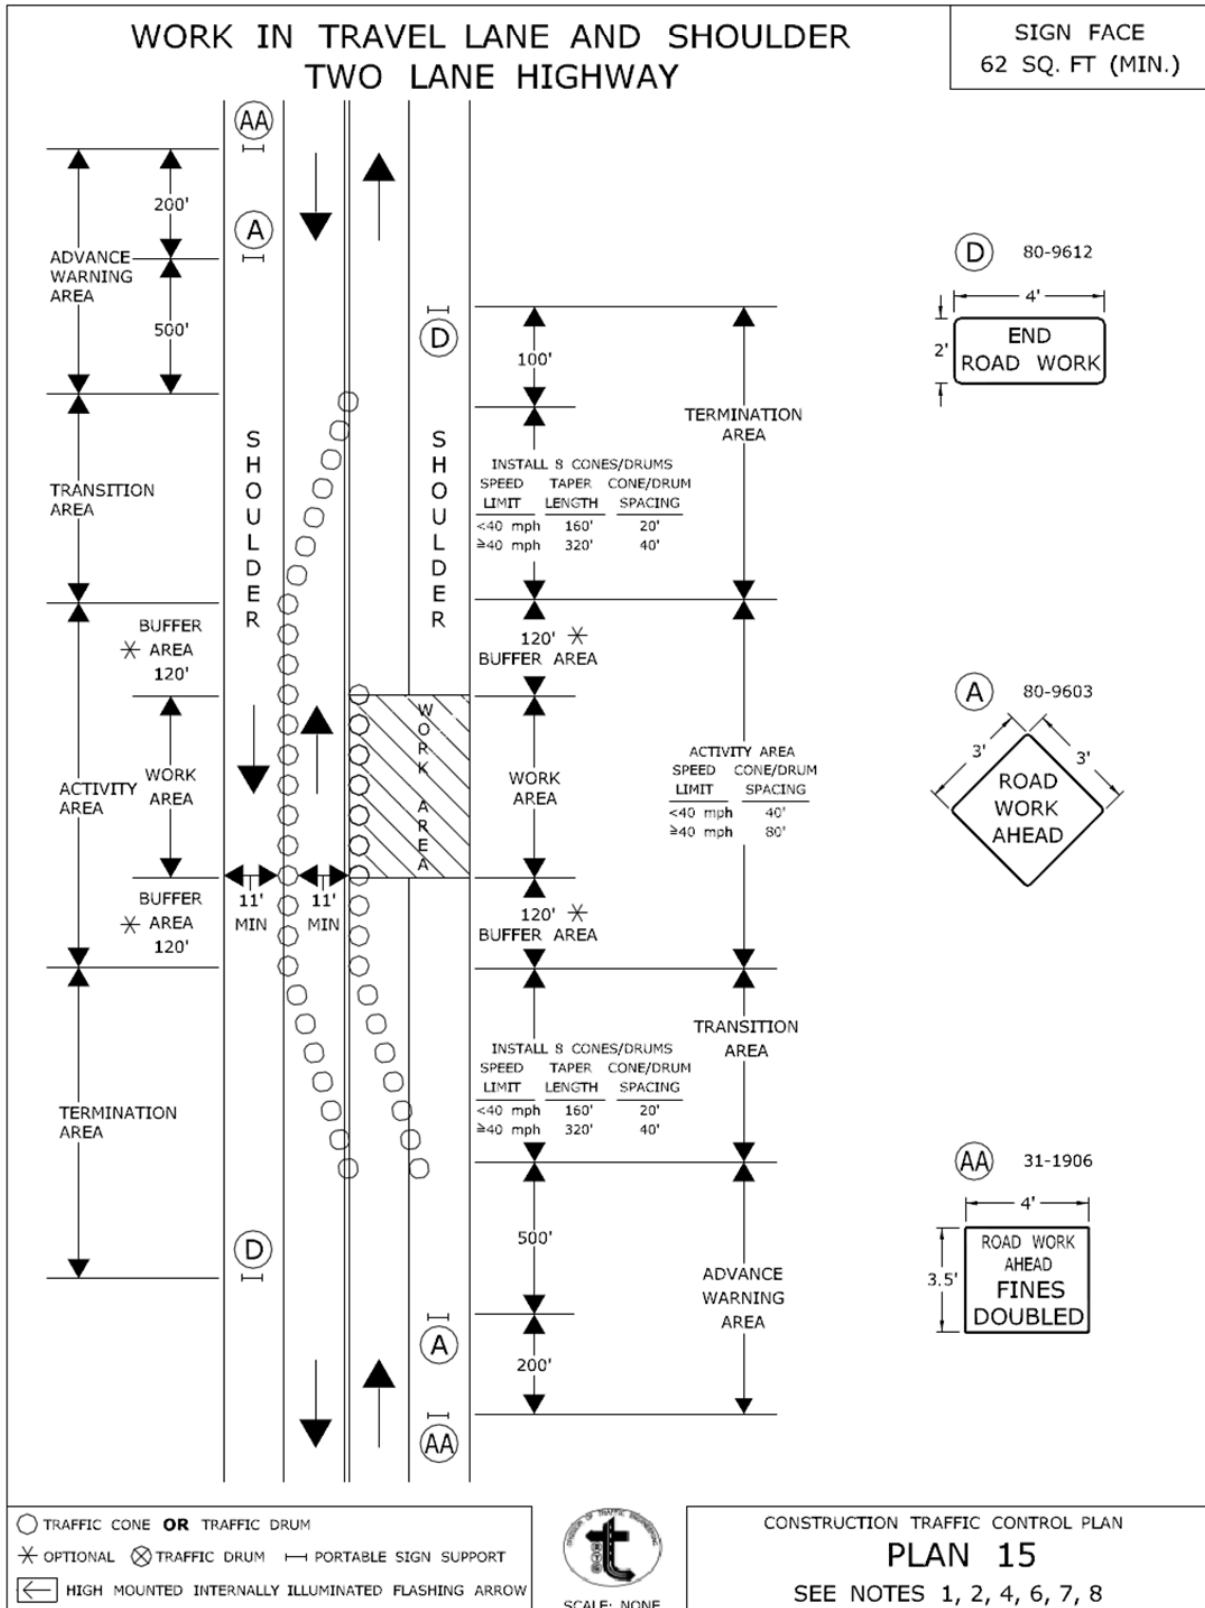 WORK IN TRAVEL LANE AND SHOULDER
TWO LANE HIGHWAY
SIGN FACE
62 SQ. FT (MIN.)
AA
200'
A
ADVANCE
WARNING
AREA
500'
D
100'
TERMINATION
AREA
D 80-9612
4'
2'
END
ROAD WORK
TRANSITION
AREA
SHOULDER
SHOULDER
INSTALL 8 CONES/DRUMS
SPEED TAPER CONE/DRUM
LIMIT LENGTH SPACING
<40 mph 160' 20'
≥40 mph 320' 40'
BUFFER
AREA
120'
120'
BUFFER AREA
WORK AREA
ACTIVITY
AREA
WORK
AREA
WORK
AREA
ACTIVITY AREA
SPEED CONE/DRUM
LIMIT SPACING
<40 mph 40'
≥40 mph 80'
A 80-9603
3'
3'
ROAD
WORK
AHEAD
BUFFER
AREA
120'
11'
MIN
11'
MIN
120'
BUFFER AREA
TRANSITION
AREA
INSTALL 8 CONES/DRUMS
SPEED TAPER CONE/DRUM
LIMIT LENGTH SPACING
<40 mph 160' 20'
≥40 mph 320' 40'
TERMINATION
AREA
AA 31-1906
4'
3.5'
ROAD WORK
AHEAD
FINES
DOUBLED
D
500'
ADVANCE
WARNING
AREA
A
200'
AA
TRAFFIC CONE OR TRAFFIC DRUM
OPTIONAL TRAFFIC DRUM PORTABLE SIGN SUPPORT
HIGH MOUNTED INTERNALLY ILLUMINATED FLASHING ARROW
DIVISION OF TRAFFIC ENGINEERING
t
SCALE: NONE
CONSTRUCTION TRAFFIC CONTROL PLAN
PLAN 15
SEE NOTES 1, 2, 4, 6, 7, 8